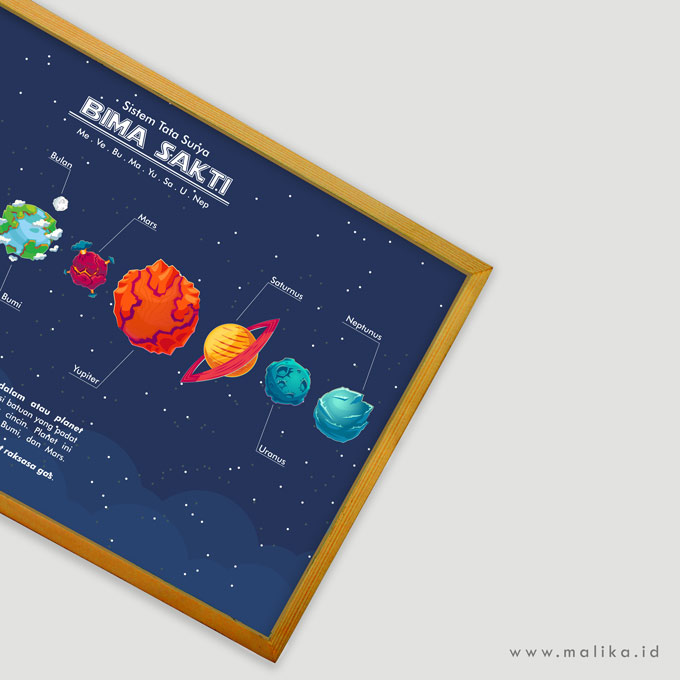 Sistem Tata Surya
BIMA SAKTI
Me . Ve . Bu . Ma . Yu . Sa . U . Nep
Bulan
Mars
Bumi
Yupiter
Saturnus
Neptunus
Uranus
dalam atau planet
si batuan yang padat
cincin. Planet ini
Bumi, dan Mars.
t raksasa gas.
www.malika.id